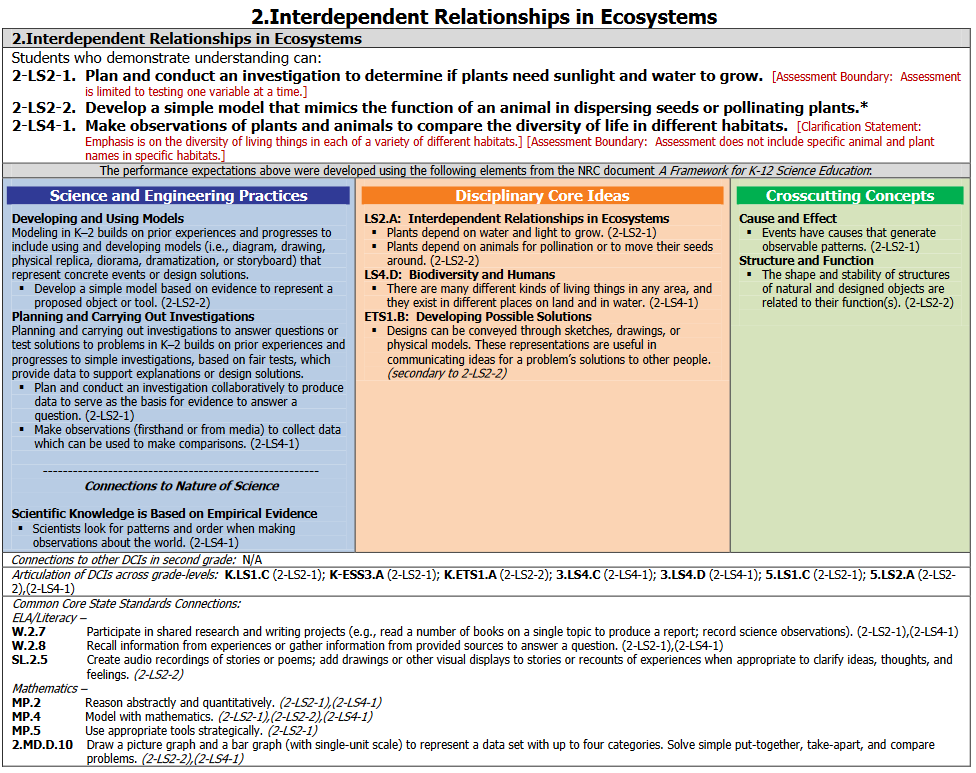 2.Interdependent Relationships in Ecosystems
2.Interdependent Relationships in Ecosystems
Students who demonstrate understanding can:
2-LS2-1. Plan and conduct an investigation to determine if plants need sunlight and water to grow. [Assessment Boundary: Assessment
is limited to testing one variable at a time.]
2-LS2-2. Develop a simple model that mimics the function of an animal in dispersing seeds or pollinating plants.*
2-LS4-1. Make observations of plants and animals to compare the diversity of life in different habitats. [Clarification Statement:
Emphasis is on the diversity of living things in each of a variety of different habitats.] [Assessment Boundary: Assessment does not include specific animal and plant
names in specific habitats.]
The performance expectations above were developed using the following elements from the NRC document A Framework for K-12 Science Education:
Science and Engineering Practices
Developing and Using Models
Modeling in K–2 builds on prior experiences and progresses to
include using and developing models (i.e., diagram, drawing,
physical replica, diorama, dramatization, or storyboard) that
represent concrete events or design solutions.
▪ Develop a simple model based on evidence to represent a
proposed object or tool. (2-LS2-2)
Planning and Carrying Out Investigations
Planning and carrying out investigations to answer questions or
test solutions to problems in K–2 builds on prior experiences and
progresses to simple investigations, based on fair tests, which
provide data to support explanations or design solutions.
▪ Plan and conduct an investigation collaboratively to produce
data to serve as the basis for evidence to answer a
question. (2-LS2-1)
▪ Make observations (firsthand or from media) to collect data
which can be used to make comparisons. (2-LS4-1)
-----------------------------------------------------
Connections to Nature of Science
Scientific Knowledge is Based on Empirical Evidence
▪ Scientists look for patterns and order when making
observations about the world. (2-LS4-1)
Disciplinary Core Ideas
LS2.A: Interdependent Relationships in Ecosystems
▪ Plants depend on water and light to grow. (2-LS2-1)
▪ Plants depend on animals for pollination or to move their seeds
around. (2-LS2-2)
LS4.D: Biodiversity and Humans
▪ There are many different kinds of living things in any area, and
they exist in different places on land and in water. (2-LS4-1)
ETS1.B: Developing Possible Solutions
▪ Designs can be conveyed through sketches, drawings, or
physical models. These representations are useful in
communicating ideas for a problem's solutions to other people.
(secondary to 2-LS2-2)
Crosscutting Concepts
Cause and Effect
▪ Events have causes that generate
observable patterns. (2-LS2-1)
Structure and Function
▪ The shape and stability of structures
of natural and designed objects are
related to their function(s). (2-LS2-2)
Connections to other DCIs in second grade: N/A
Articulation of DCIs across grade-levels: K.LS1.C (2-LS2-1); K-ESS3.A (2-LS2-1); K.ETS1.A (2-LS2-2); 3.LS4.C (2-LS4-1); 3.LS4.D (2-LS4-1); 5.LS1.C (2-LS2-1); 5.LS2.A (2-LS2-
2),(2-LS4-1)
Common Core State Standards Connections:
ELA/Literacy –
W.2.7 Participate in shared research and writing projects (e.g., read a number of books on a single topic to produce a report; record science observations). (2-LS2-1),(2-LS4-1)
W.2.8 Recall information from experiences or gather information from provided sources to answer a question. (2-LS2-1),(2-LS4-1)
SL.2.5 Create audio recordings of stories or poems; add drawings or other visual displays to stories or recounts of experiences when appropriate to clarify ideas, thoughts, and
feelings. (2-LS2-2)
Mathematics –
MP.2 Reason abstractly and quantitatively. (2-LS2-1),(2-LS4-1)
MP.4 Model with mathematics. (2-LS2-1),(2-LS2-2),(2-LS4-1)
MP.5 Use appropriate tools strategically. (2-LS2-1)
2.MD.D.10 Draw a picture graph and a bar graph (with single-unit scale) to represent a data set with up to four categories. Solve simple put-together, take-apart, and compare
problems. (2-LS2-2),(2-LS4-1)